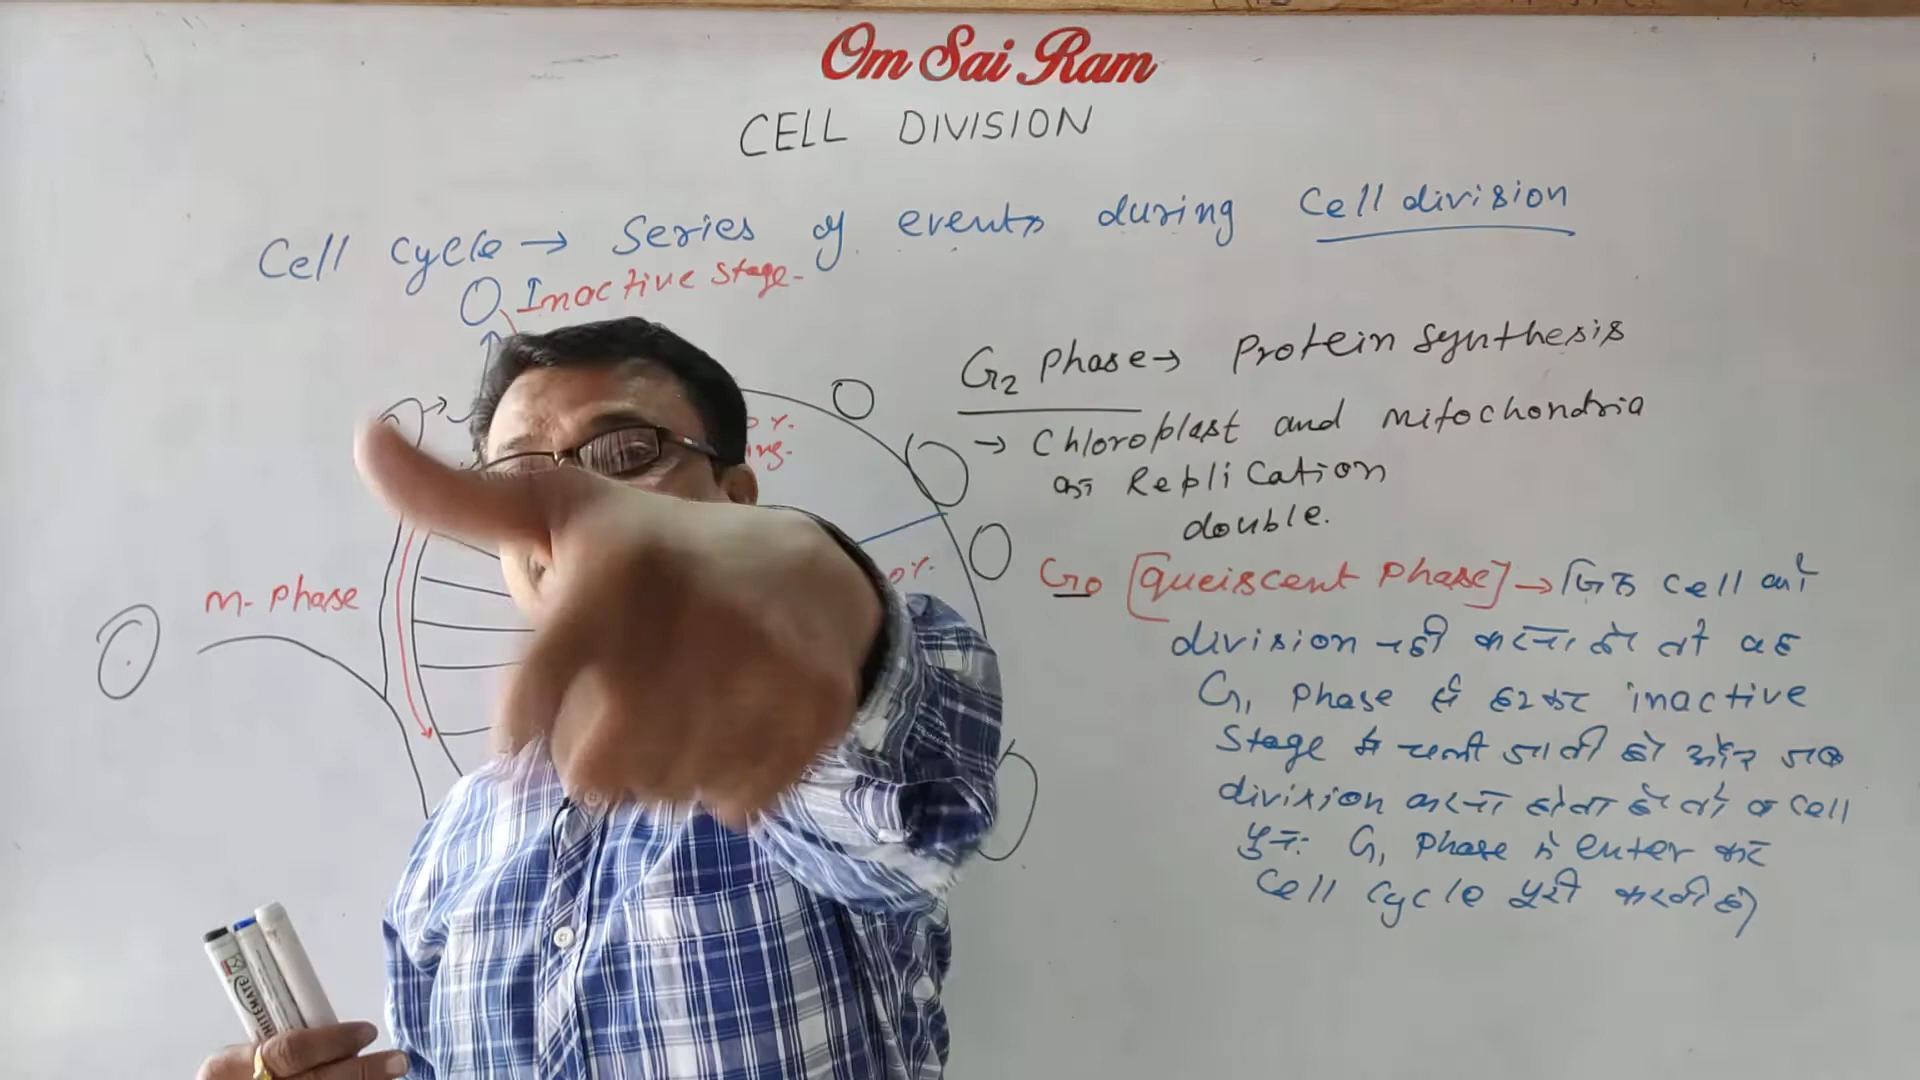 Om Sai Ram
CELL DIVISION
Cell cycle → Series of events during Cell division
Inactive stage-
G2 Phase → Protein synthesis
→ Chloroplast and mitochondria
का Replication
double.
G0 [Queiscent Phase] → जिस cell को
division नही करना है तो वह
G1 phase से हटकर inactive
stage में चली जाती है और जब
division करना होता है तो व cell
पुनः G1 phase में enter कर
Cell cycle पूरी करती है
M-Phase
WHITEMATE